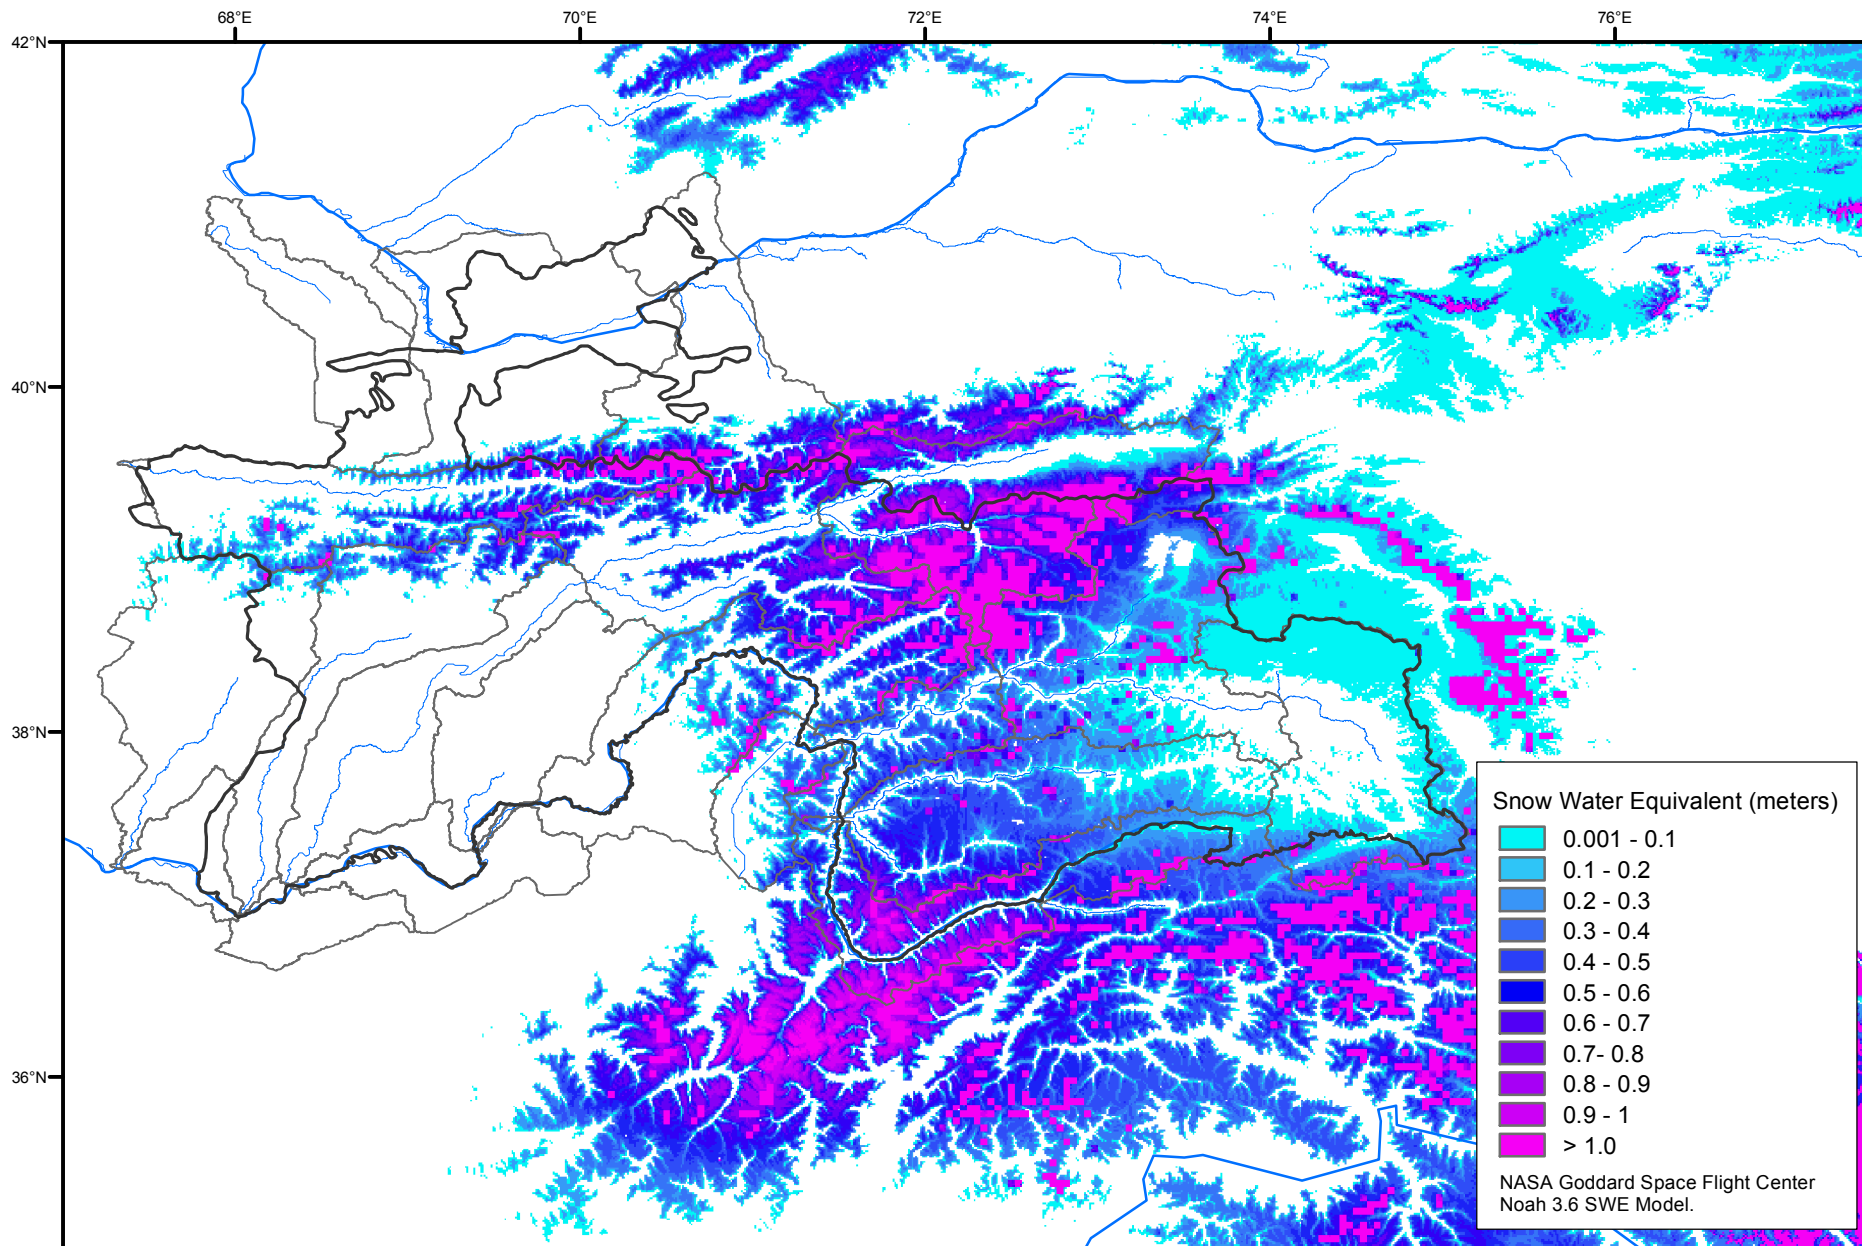 68°E 70°E 72°E 74°E 76°E
42°N
40°N
38°N
36°N
Snow Water Equivalent (meters)
0.001 - 0.1
0.1 - 0.2
0.2 - 0.3
0.3 - 0.4
0.4 - 0.5
0.5 - 0.6
0.6 - 0.7
0.7- 0.8
0.8 - 0.9
0.9 - 1
> 1.0
NASA Goddard Space Flight Center
Noah 3.6 SWE Model.